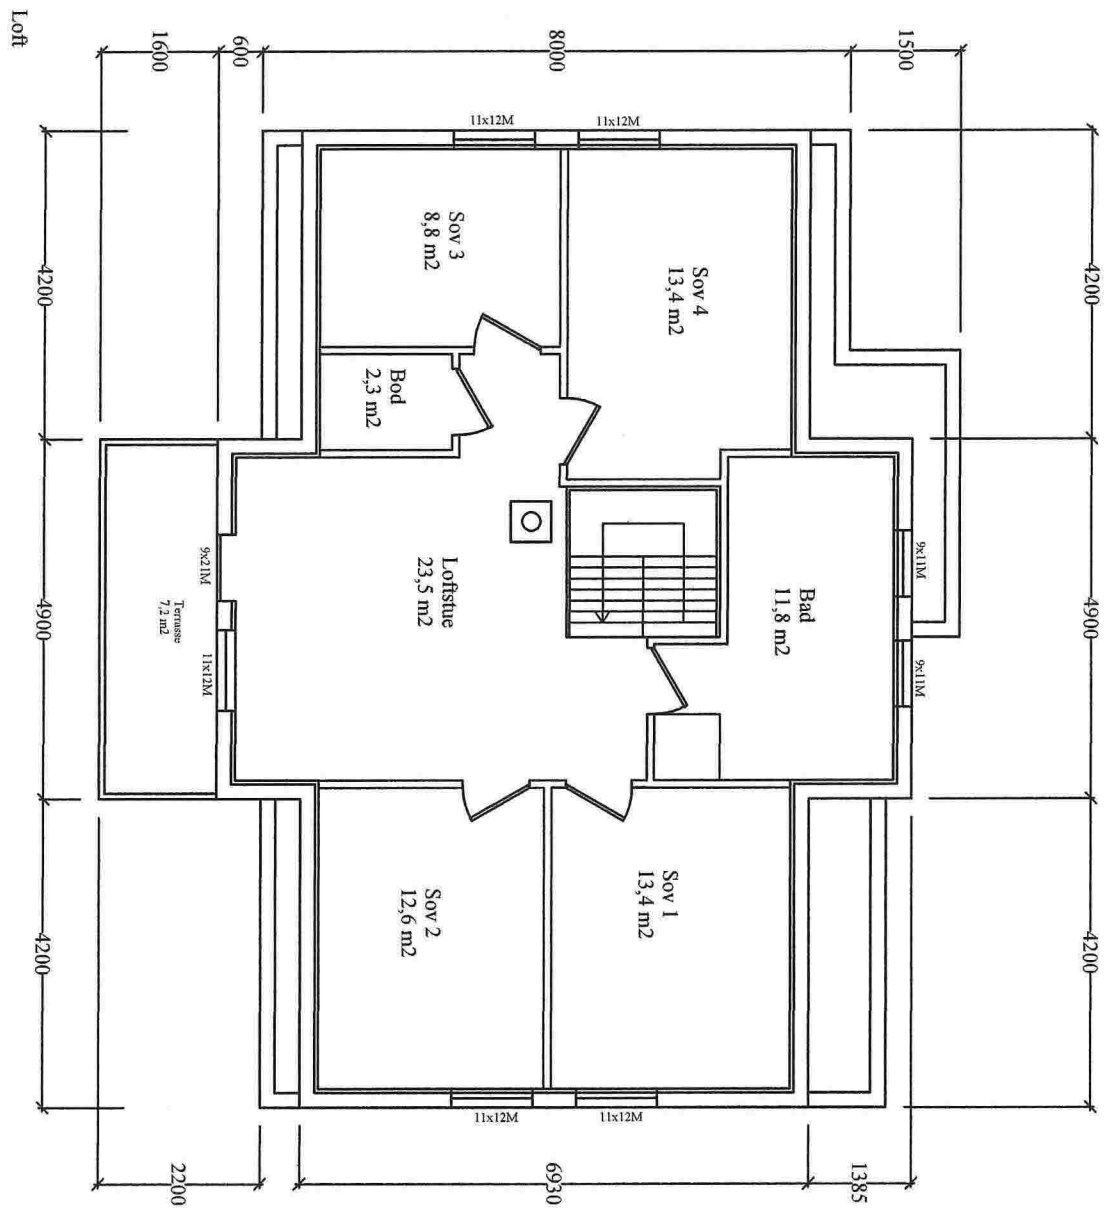 Loft
1600
600
8000
1500
11x12M
11x12M
4200
4200
Sov 3
8,8 m2
Sov 4
13,4 m2
Bod
2,3 m2
9x21M
Loftstue
23,5 m2
Bad
11,8 m2
9x11M
4900
4900
Terrasse
7,2 m2
11x12M
9x11M
Sov 2
12,6 m2
Sov 1
13,4 m2
4200
4200
11x12M
11x12M
2200
6930
1385